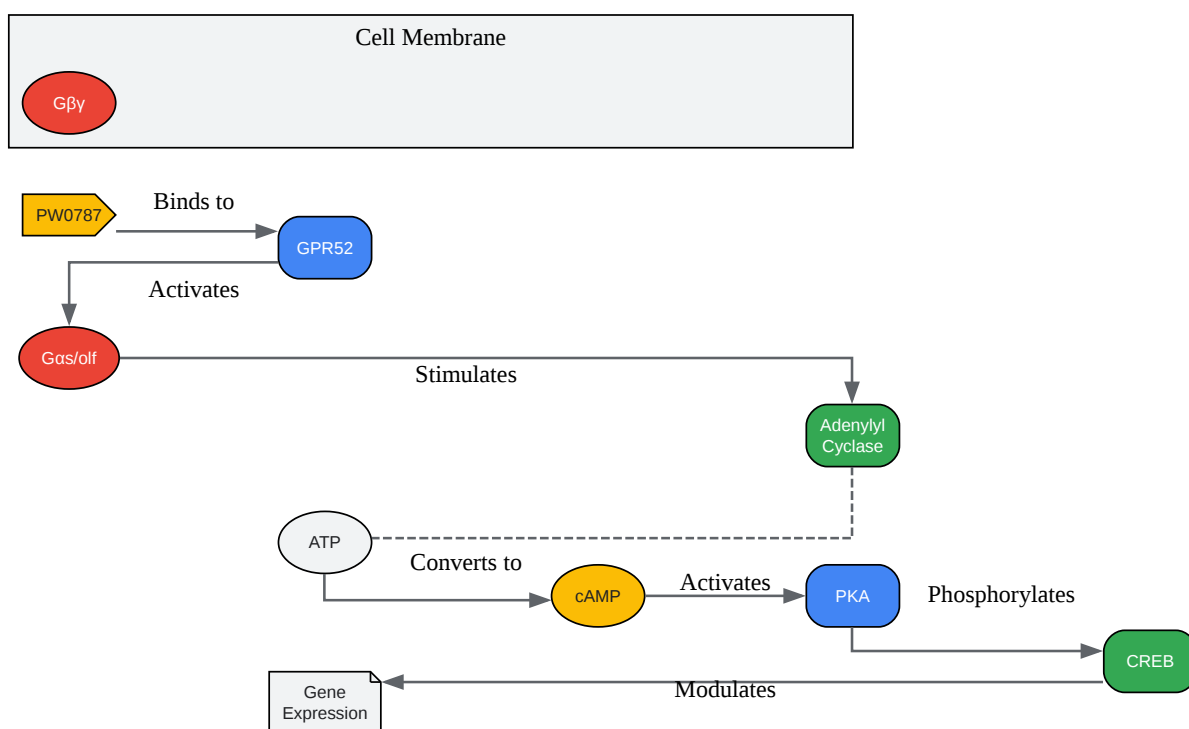 Cell Membrane
Gβγ
PW0787
Binds to
GPR52
Activates
Gαs/olf
Stimulates
Adenylyl
Cyclase
ATP
Converts to
cAMP
Activates
PKA
Phosphorylates
CREB
Modulates
Gene
Expression